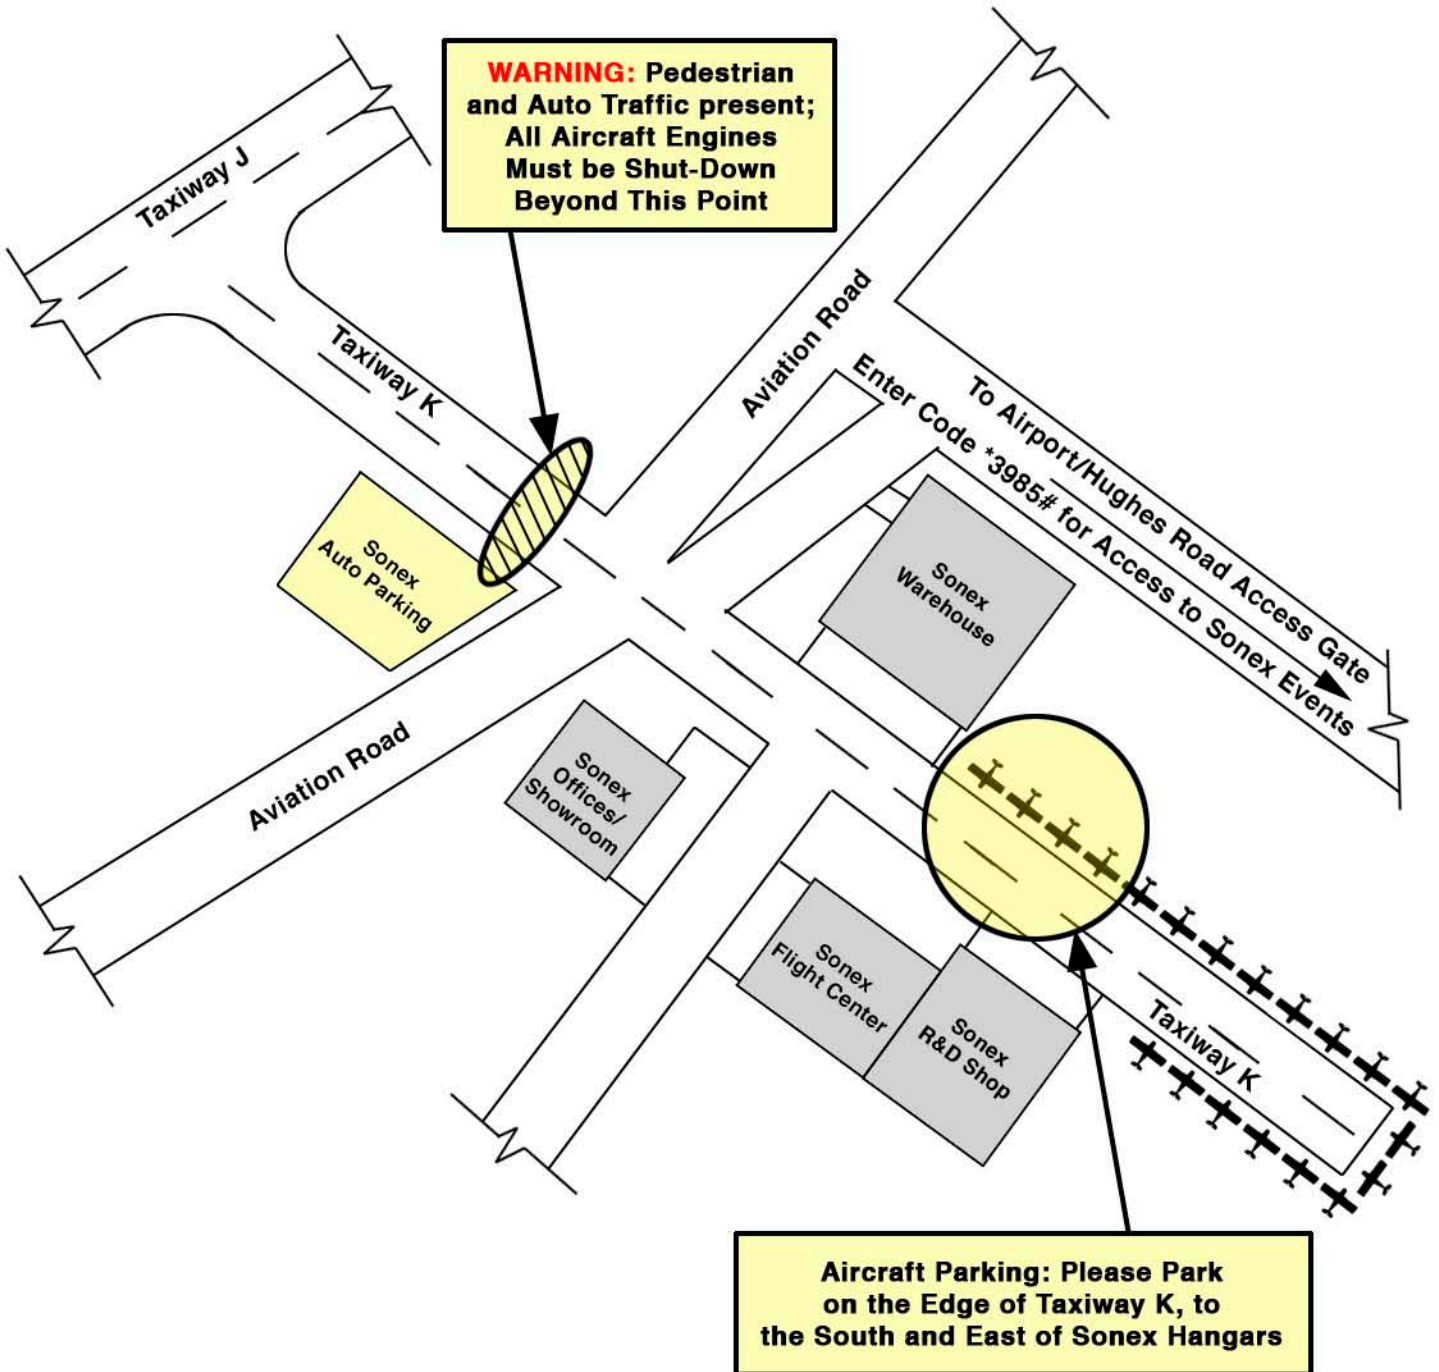 WARNING: Pedestrian
and Auto Traffic present;
All Aircraft Engines
Must be Shut-Down
Beyond This Point
Taxiway J
Taxiway K
Aviation Road
To Airport/Hughes Road Access Gate
Enter Code *3985# for Access to Sonex Events
Sonex
Auto Parking
Sonex
Warehouse
Aviation Road
Sonex
Offices/
Showroom
Sonex
Flight Center
Sonex
R&D Shop
Taxiway K
Aircraft Parking: Please Park
on the Edge of Taxiway K, to
the South and East of Sonex Hangars